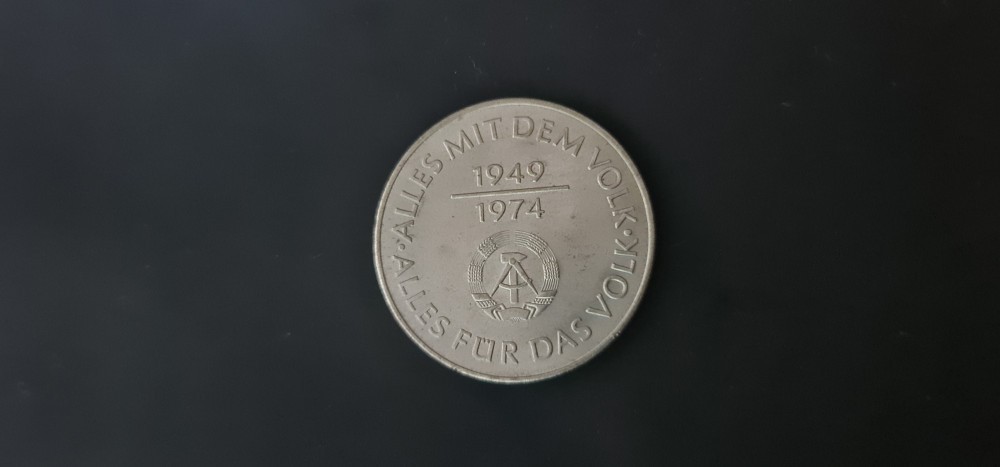 ALLES MIT DEM VOLK
1949
1974
ALLES FÜR DAS VOLK